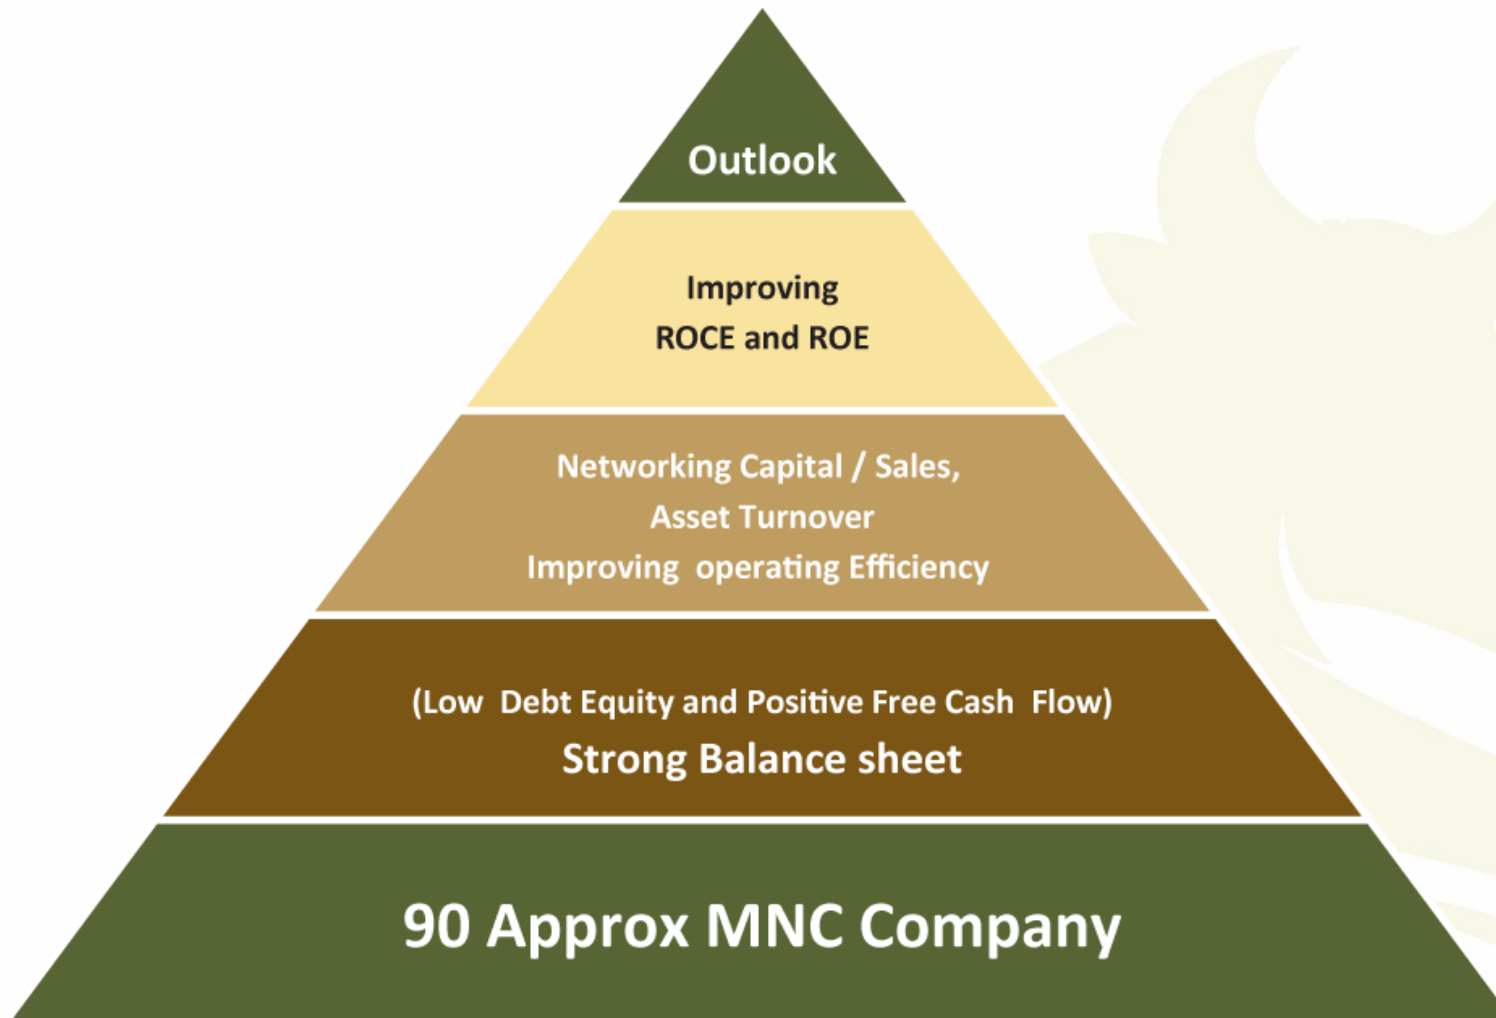 Outlook
Improving
ROCE and ROE
Networking Capital / Sales,
Asset Turnover
Improving operating Efficiency
(Low Debt Equity and Positive Free Cash Flow)
Strong Balance sheet
90 Approx MNC Company